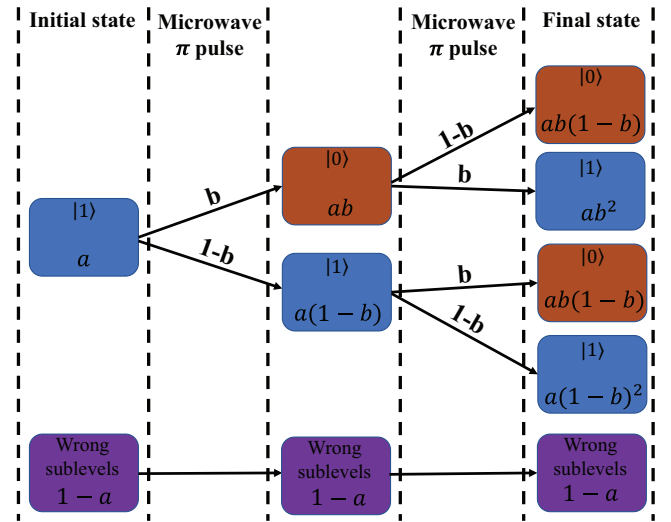 Initial state
Microwave
π pulse
Microwave
π pulse
Final state
|1⟩
a
b
1-b
|0⟩
ab
|1⟩
a(1 − b)
1-b
b
b
1-b
|0⟩
ab(1 − b)
|1⟩
ab²
|0⟩
ab(1 − b)
|1⟩
a(1 − b)²
Wrong
sublevels
1 − a
Wrong
sublevels
1 − a
Wrong
sublevels
1 − a